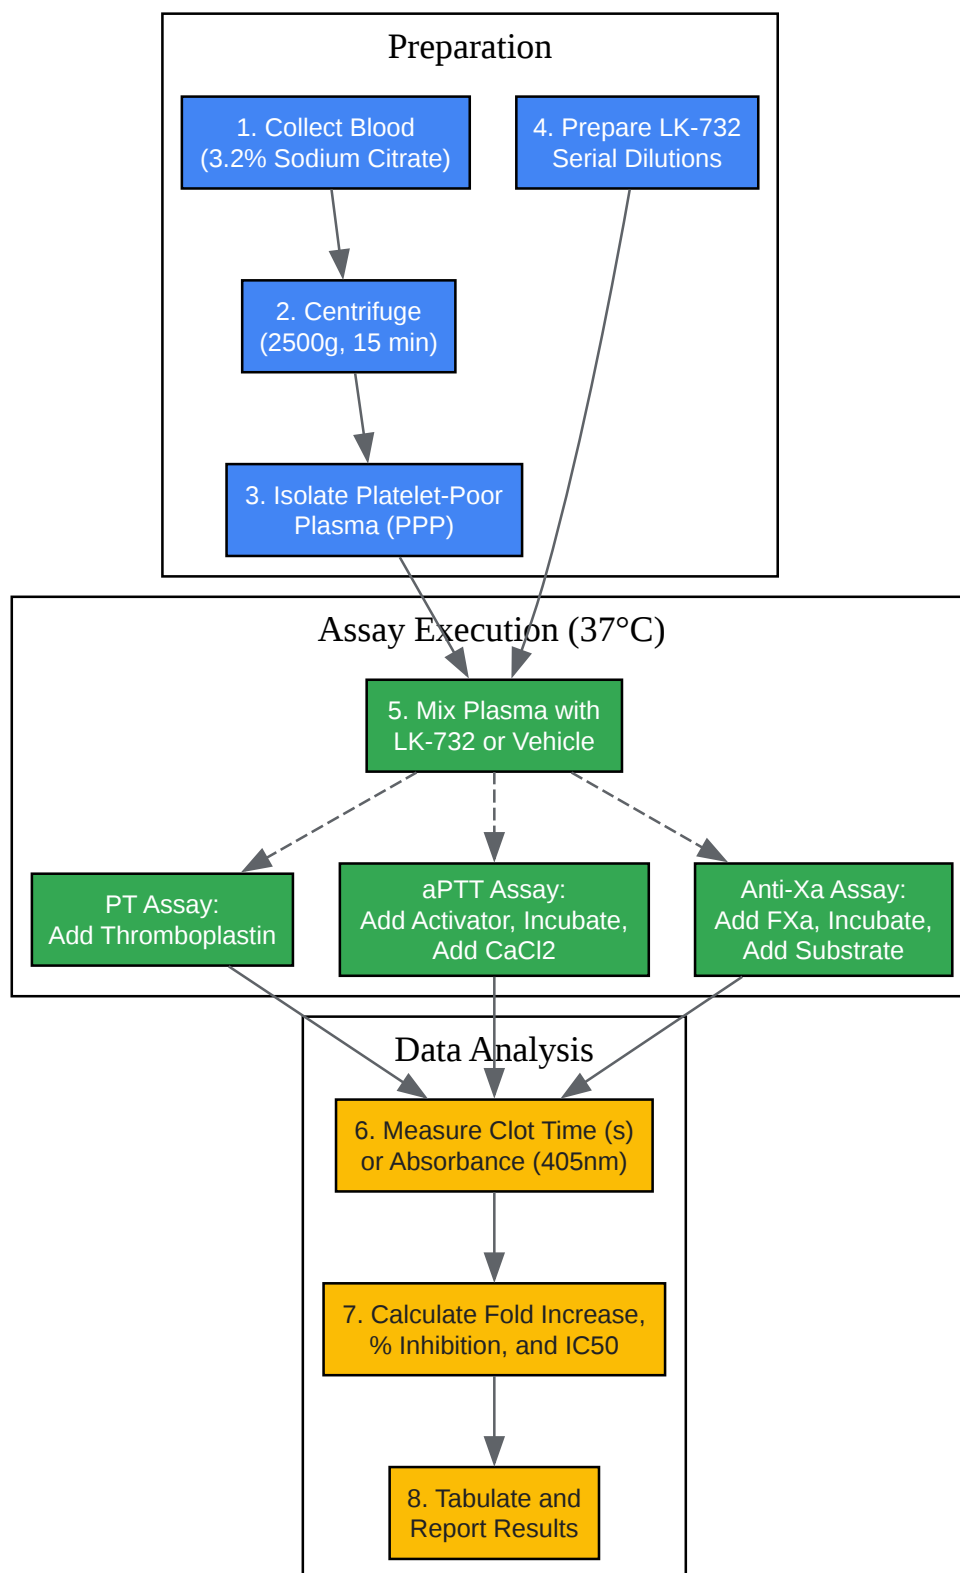 Preparation
1. Collect Blood
(3.2% Sodium Citrate)
4. Prepare LK-732
Serial Dilutions
2. Centrifuge
(2500g, 15 min)
3. Isolate Platelet-Poor
Plasma (PPP)
Assay Execution (37°C)
5. Mix Plasma with
LK-732 or Vehicle
PT Assay:
Add Thromboplastin
aPTT Assay:
Add Activator, Incubate,
Add CaCl2
Anti-Xa Assay:
Add FXa, Incubate,
Add Substrate
Data Analysis
6. Measure Clot Time (s)
or Absorbance (405nm)
7. Calculate Fold Increase,
% Inhibition, and IC50
8. Tabulate and
Report Results